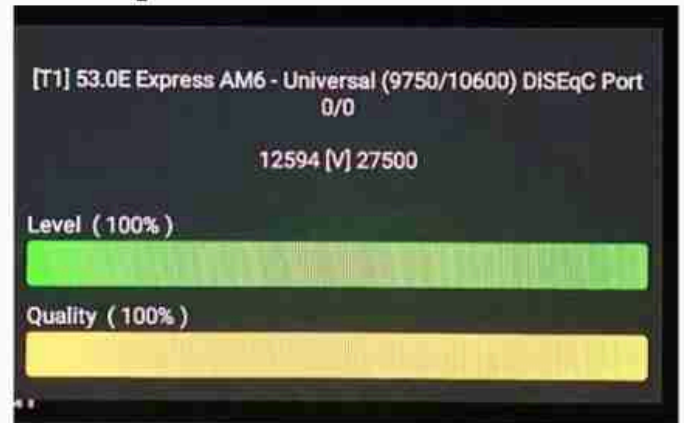 [T1] 53.0E Express AM6 - Universal (9750/10600) DiSEqC Port
0/0
12594 [V] 27500
Level ( 100% )
Quality ( 100% )